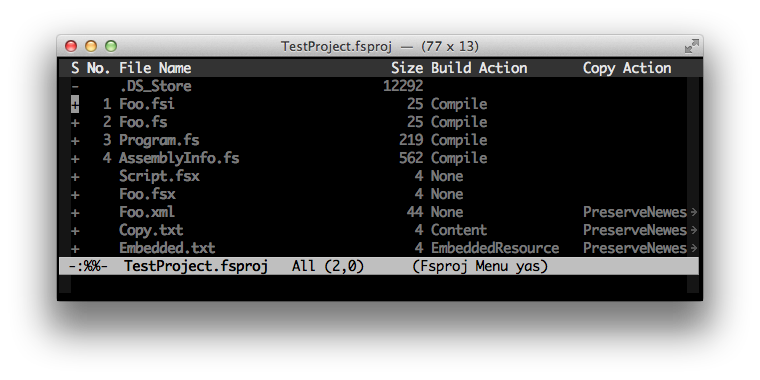 TestProject.fsproj — (77 x 13)
S No. File Name Size Build Action Copy Action
- .DS_Store 12292
+ 1 Foo.fsi 25 Compile
+ 2 Foo.fs 25 Compile
+ 3 Program.fs 219 Compile
+ 4 AssemblyInfo.fs 562 Compile
+ Script.fsx 4 None
+ Foo.fsx 4 None
+ Foo.xml 44 None PreserveNewes
+ Copy.txt 4 Content PreserveNewes
+ Embedded.txt 4 EmbeddedResource PreserveNewes
-:%%- TestProject.fsproj All (2,0) (Fsproj Menu yas)